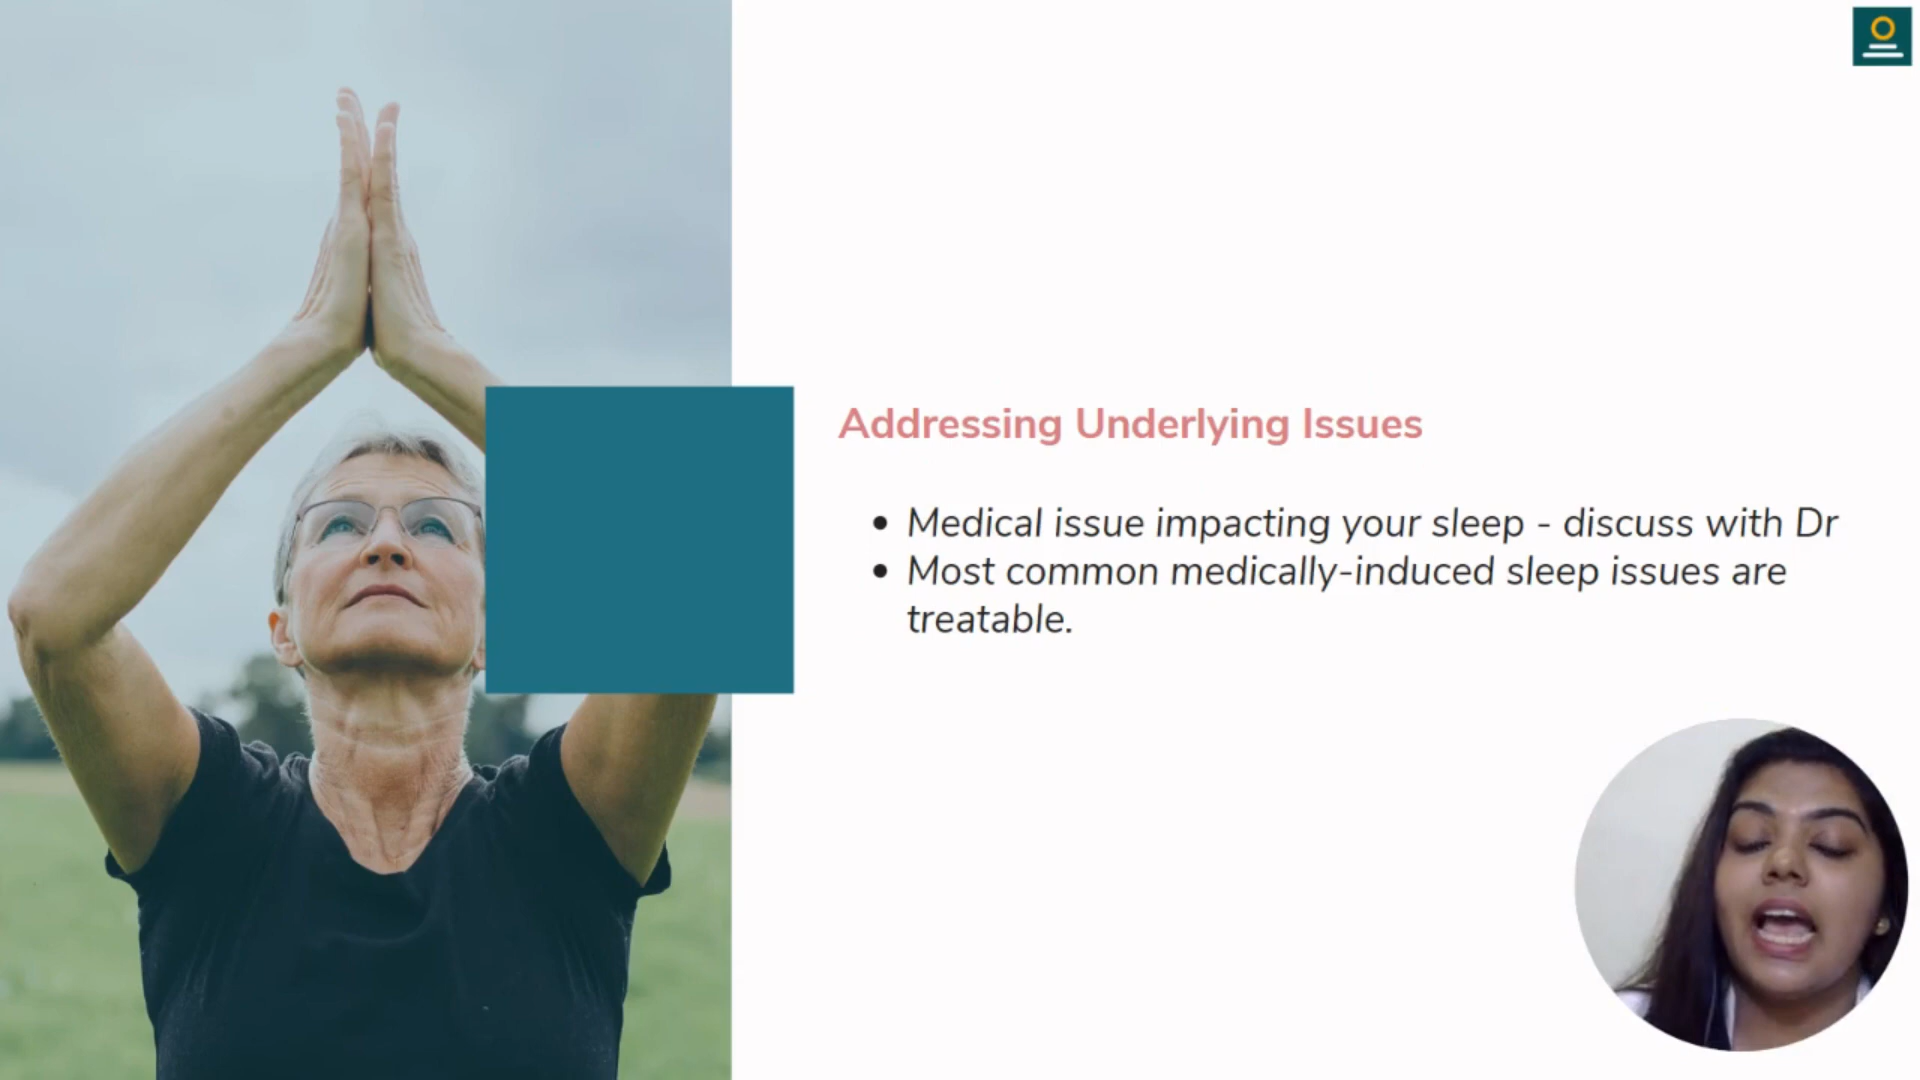 Addressing Underlying Issues
• Medical issue impacting your sleep - discuss with Dr
• Most common medically-induced sleep issues are
treatable.